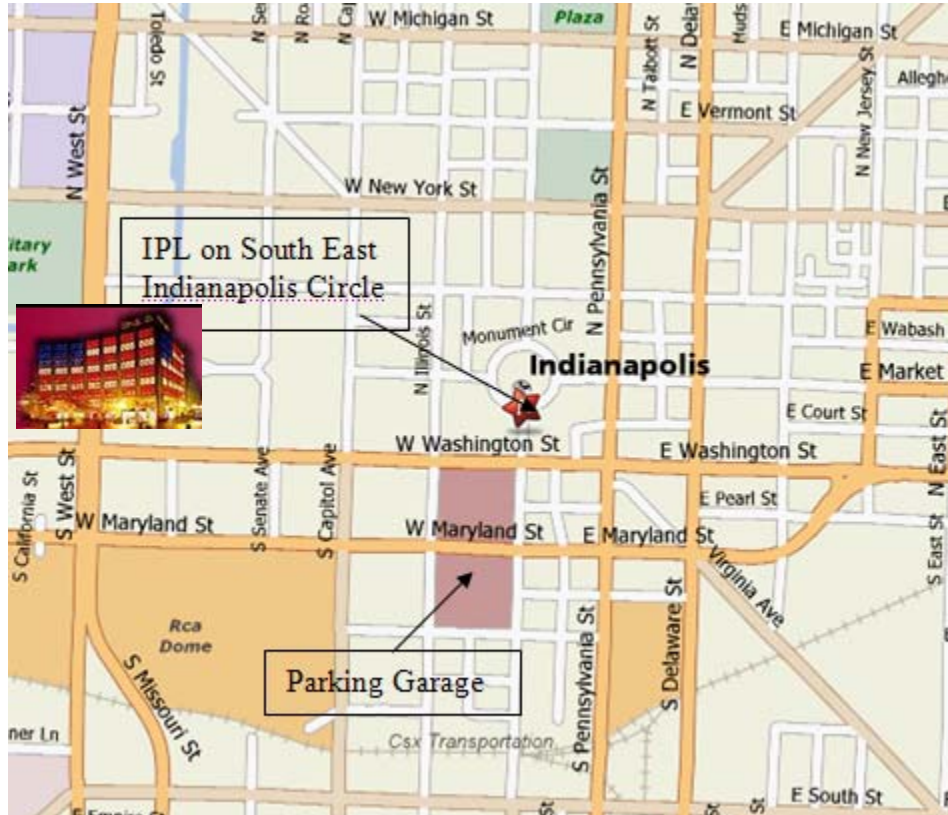 W Michigan St
Plaza
E Michigan St
Toledo St
N Talbott St
N West St
E Vermont St
N New Jersey St
W New York St
N Pennsylvania St
IPL on South East
Indianapolis Circle
N Illinois St
Monument Cir
Indianapolis
E Wabash
E Market
E Court St
W Washington St
E Washington St
N East St
S West St
S California St
S Senate Ave
S Capitol Ave
E Pearl St
W Maryland St
W Maryland St
E Maryland St
S East St
Virginia Ave
Rca
Dome
Parking Garage
S Missouri St
S Pennsylvania St
S Delaware St
Csx Transportation
E South St